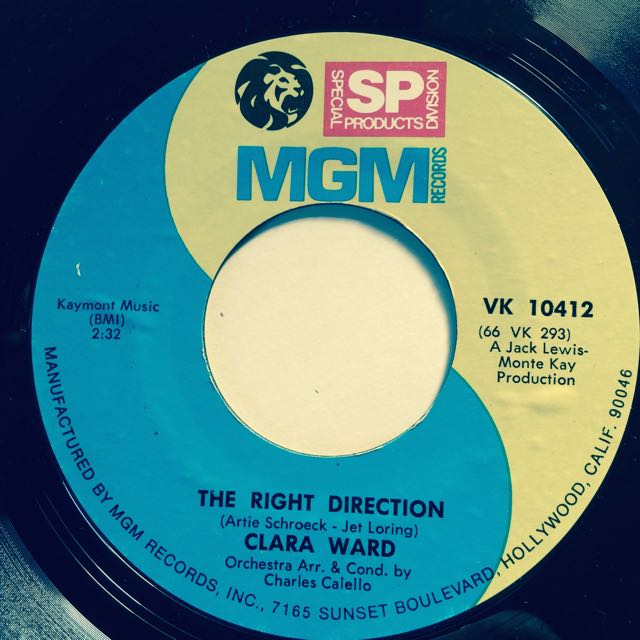 SPECIAL
SP
PRODUCTS
DIVISION
MGM
RECORDS
Kaymont Music
(BMI)
2:32
VK 10412
(66 VK 293)
A Jack Lewis-
Monte Kay
Production
THE RIGHT DIRECTION
(Artie Schroeck - Jet Loring)
CLARA WARD
Orchestra Arr. & Cond. by
Charles Calello
MANUFACTURED BY MGM RECORDS, INC., 7165 SUNSET BOULEVARD, HOLLYWOOD, CALIF. 90046